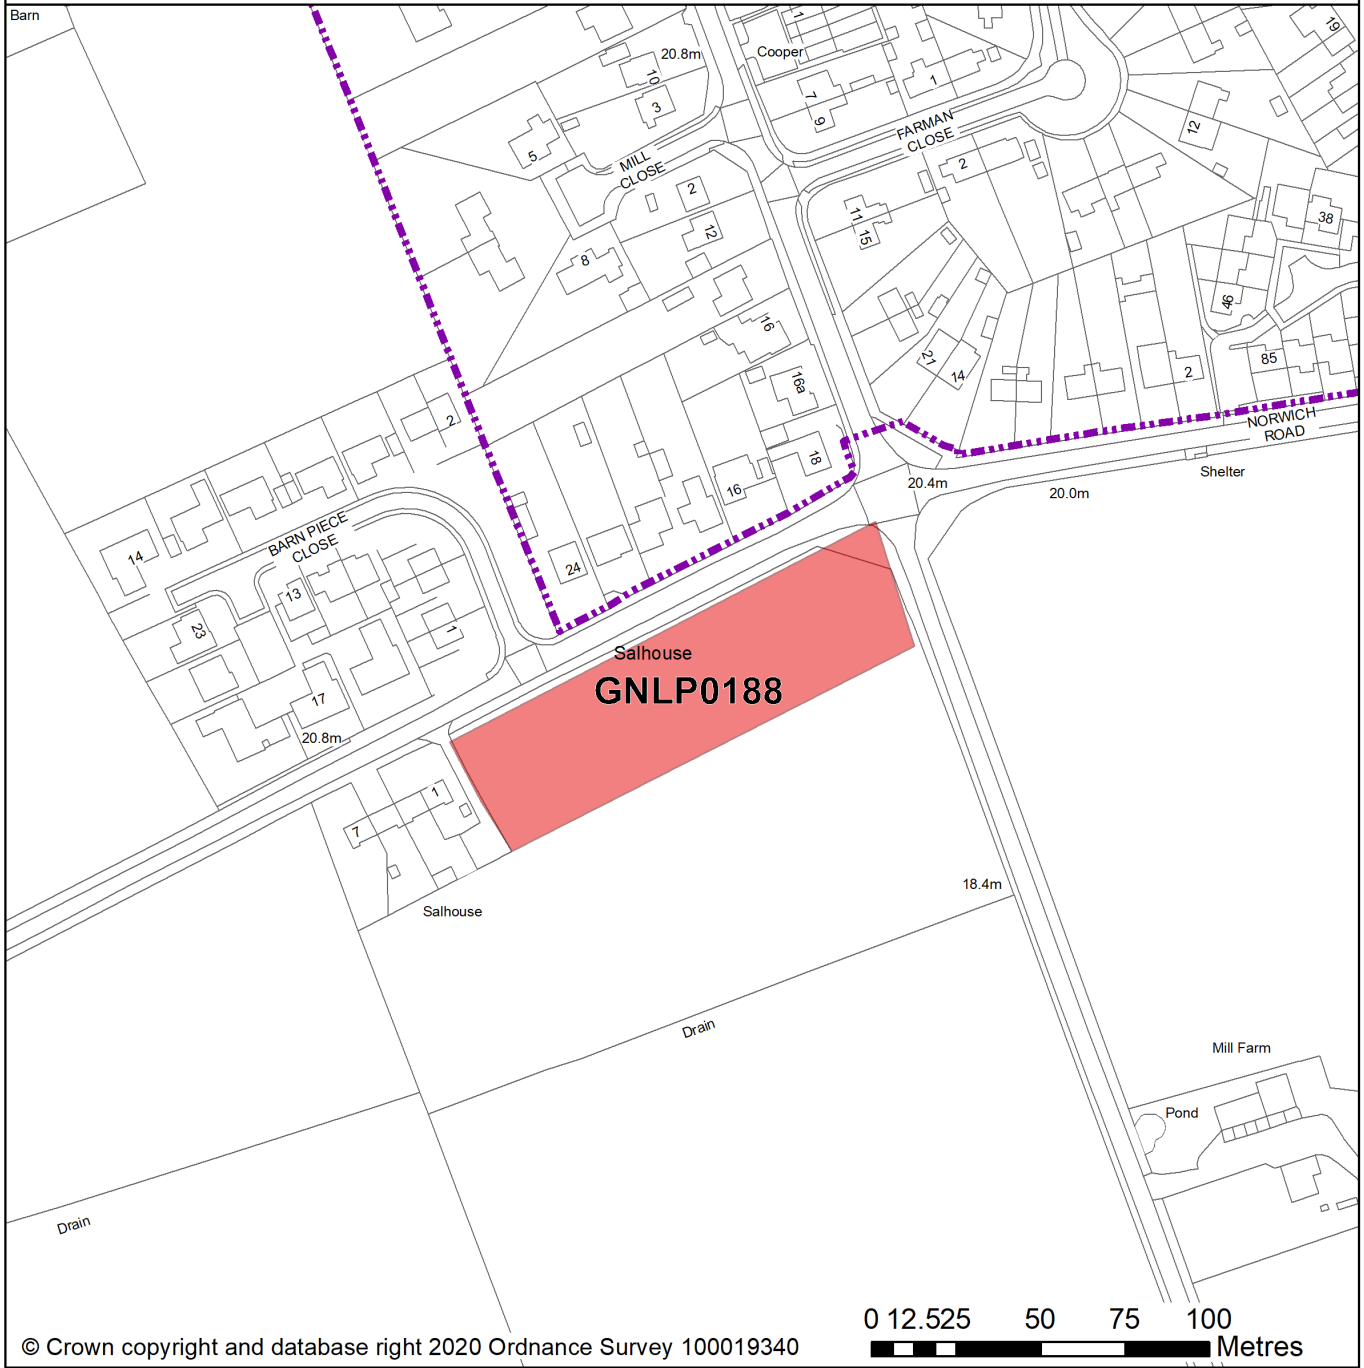 Barn
19
1
20.8m
Cooper
10
7
1
3
9
FARMAN
CLOSE
12
5
MILL
CLOSE
2
2
11
15
38
12
8
46
16
21
14
85
2
16a
2
NORWICH
ROAD
18
16
20.4m
Shelter
20.0m
BARN PIECE
CLOSE
14
24
13
23
1
Salhouse
GNLP0188
17
20.8m
1
7
18.4m
Salhouse
Drain
Mill Farm
Pond
Drain
0 12.525 50 75 100
Metres
© Crown copyright and database right 2020 Ordnance Survey 100019340